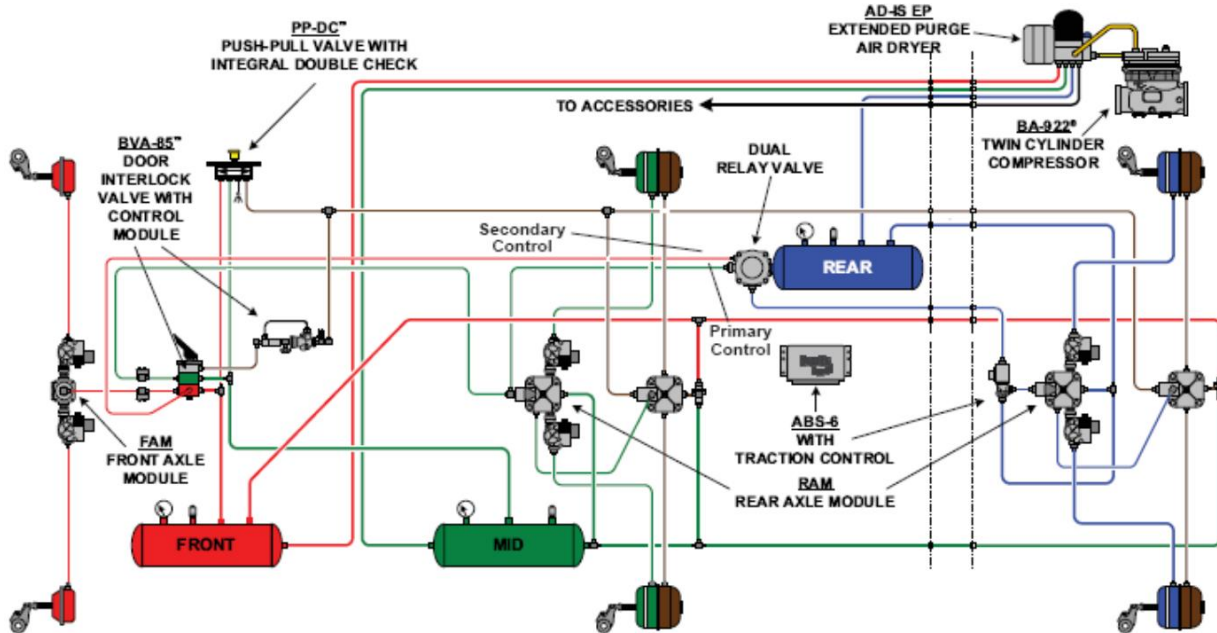 PP-DC™
PUSH-PULL VALVE WITH
INTEGRAL DOUBLE CHECK
AD-IS EP
EXTENDED PURGE
AIR DRYER
TO ACCESSORIES
BVA-85™
DOOR
INTERLOCK
VALVE WITH
CONTROL
MODULE
DUAL
RELAY VALVE
BA-922®
TWIN CYLINDER
COMPRESSOR
Secondary
Control
REAR
Primary
Control
FAM
FRONT AXLE
MODULE
ABS-6
WITH
TRACTION CONTROL
RAM
REAR AXLE MODULE
FRONT
MID